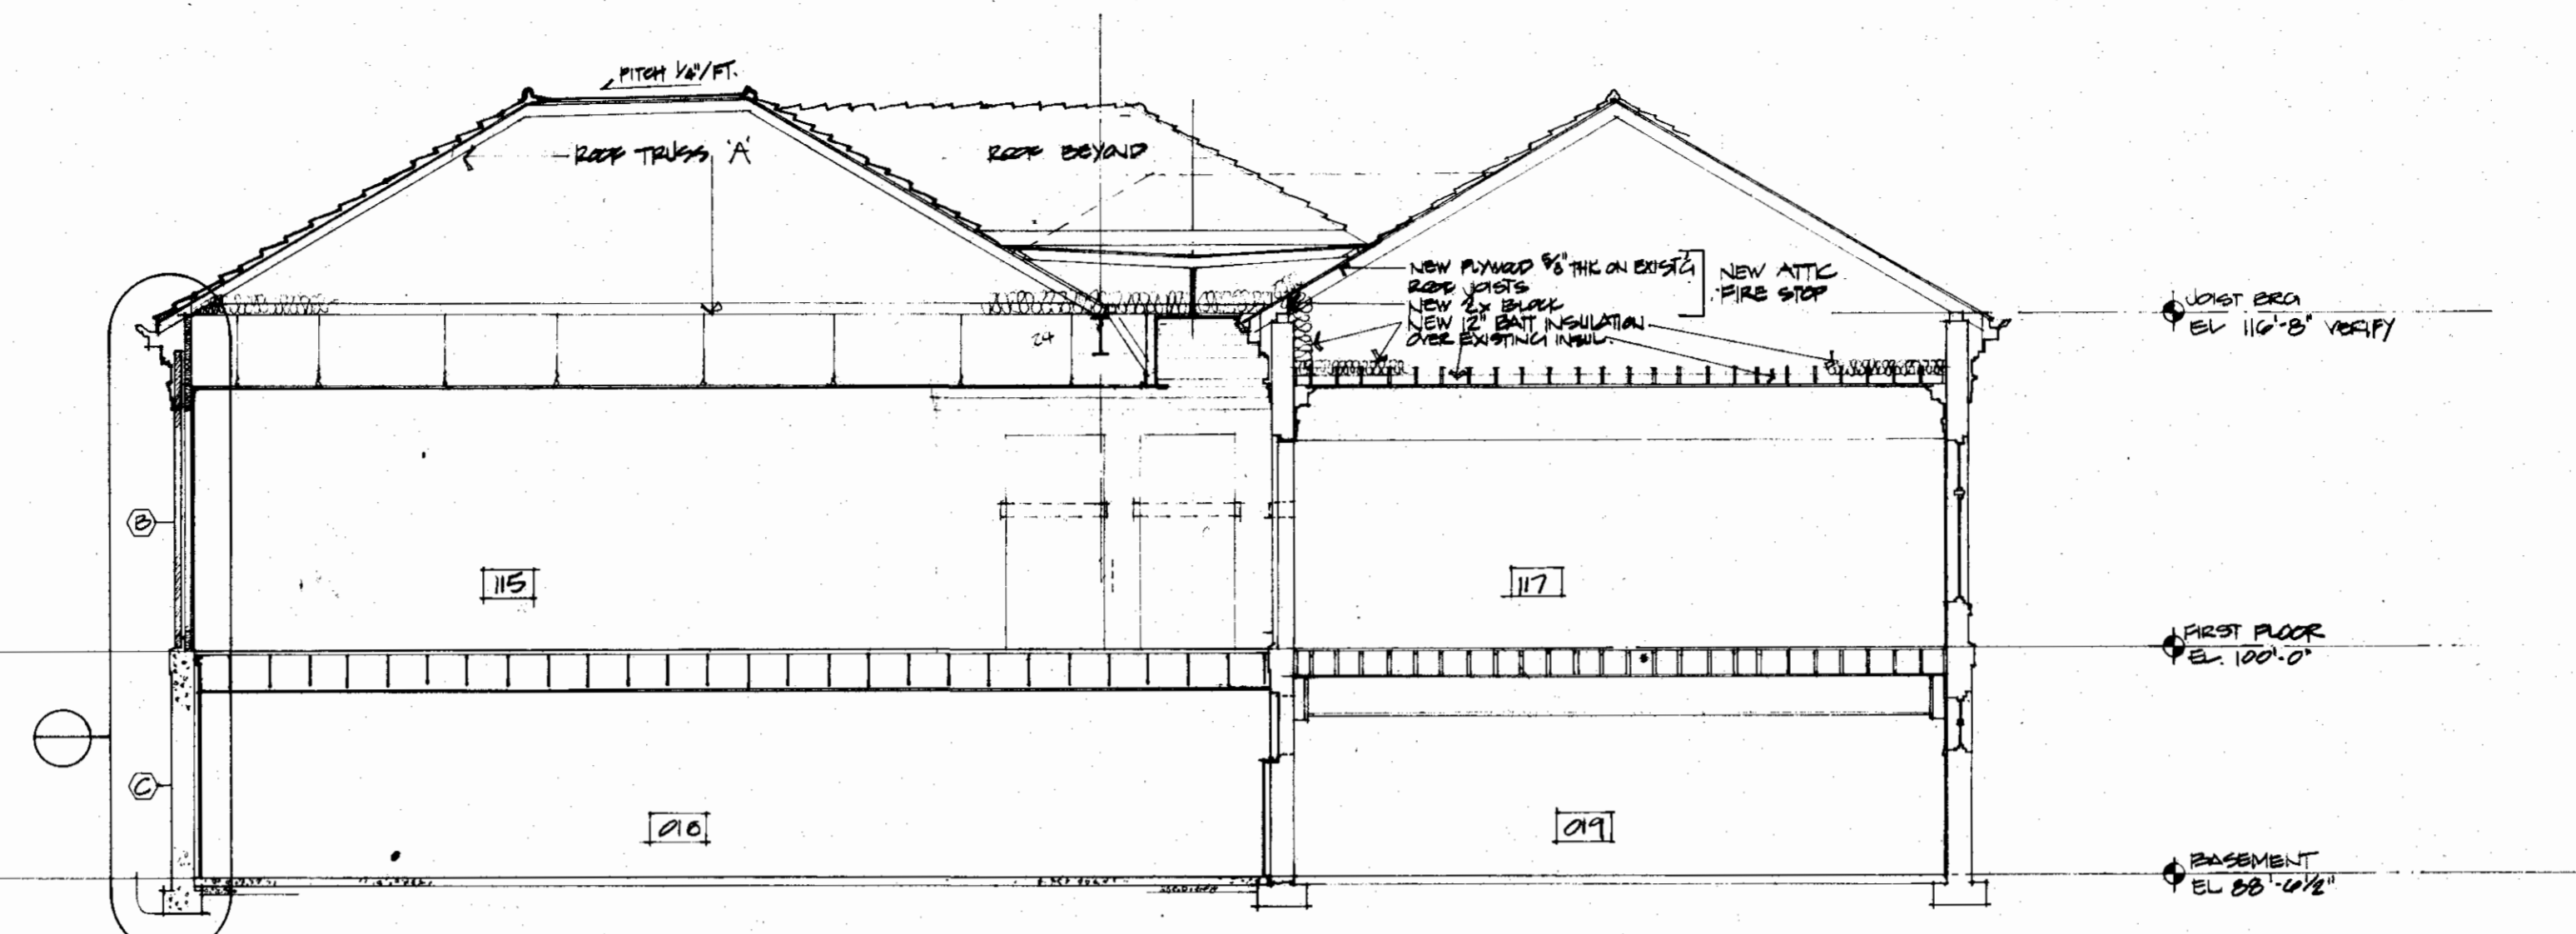 PITCH 1/4"/FT.
ROOF TRUSS 'A'
ROOF BEYOND
NEW PLYWOOD 5/8" THK ON EXIST'G
ROOF JOISTS
NEW 2x BLOCK
NEW 12" BATT INSULATION
OVER EXISTING INSUL.
NEW ATTIC
FIRE STOP
JOIST BRG
EL 116'-8" VERIFY
24
B
115
117
FIRST FLOOR
EL. 100'-0"
C
018
019
BASEMENT
EL 88'-6 1/2"